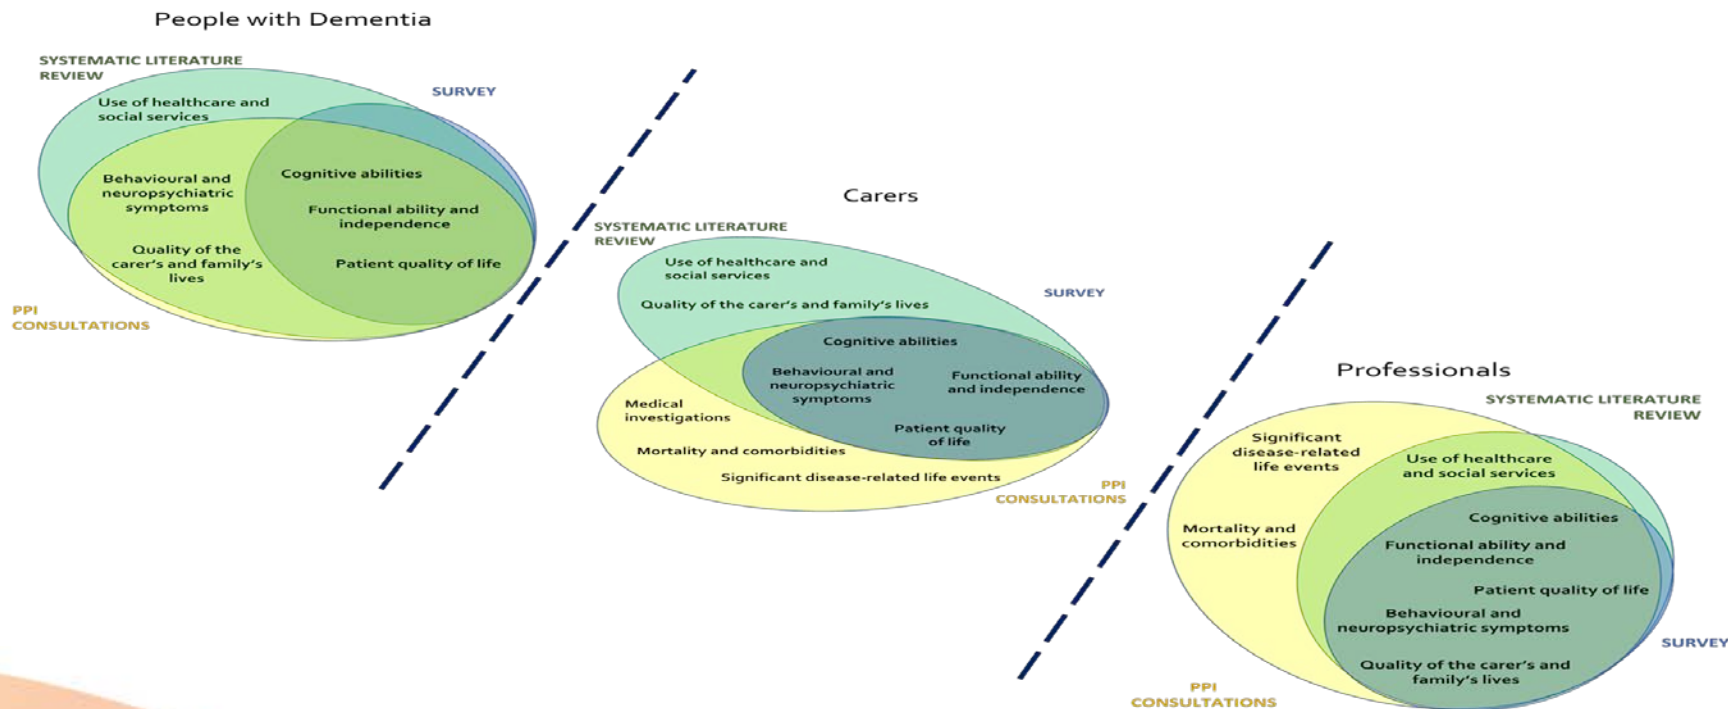 People with Dementia
SYSTEMATIC LITERATURE
REVIEW
SURVEY
Use of healthcare and
social services
Behavioural and
neuropsychiatric
symptoms
Cognitive abilities
Functional ability and
independence
Quality of the
carer's and family's
lives
Patient quality of life
PPI
CONSULTATIONS
Carers
SYSTEMATIC LITERATURE
REVIEW
Use of healthcare and
social services
SURVEY
Quality of the carer's and family's lives
Cognitive abilities
Behavioural and
neuropsychiatric
symptoms
Functional ability
and independence
Medical
investigations
Patient quality
of life
Mortality and comorbidities
Significant disease-related life events
PPI
CONSULTATIONS
Professionals
SYSTEMATIC LITERATURE
REVIEW
Significant
disease-related
life events
Use of healthcare
and social services
Cognitive abilities
Mortality and
comorbidities
Functional ability and
independence
Patient quality of life
Behavioural and
neuropsychiatric symptoms
SURVEY
Quality of the carer's and
family's lives
PPI
CONSULTATIONS